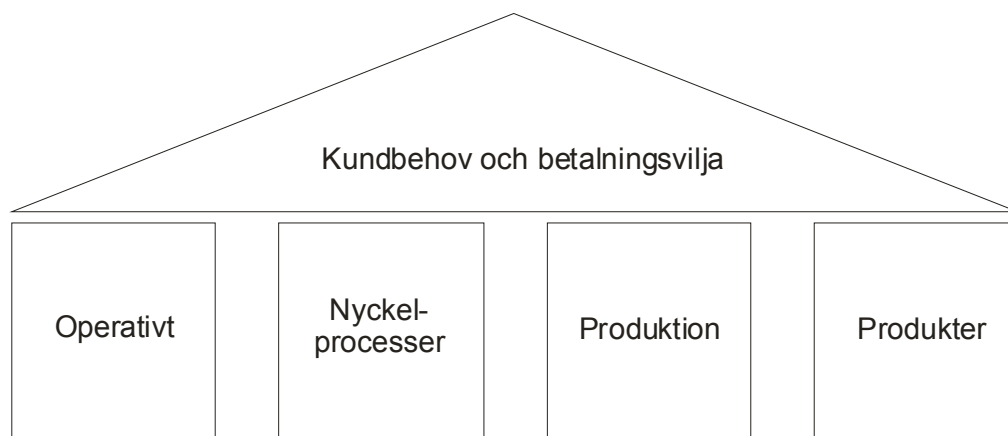 Kundbehov och betalningsvilja
Operativt
Nyckel-
processer
Produktion
Produkter